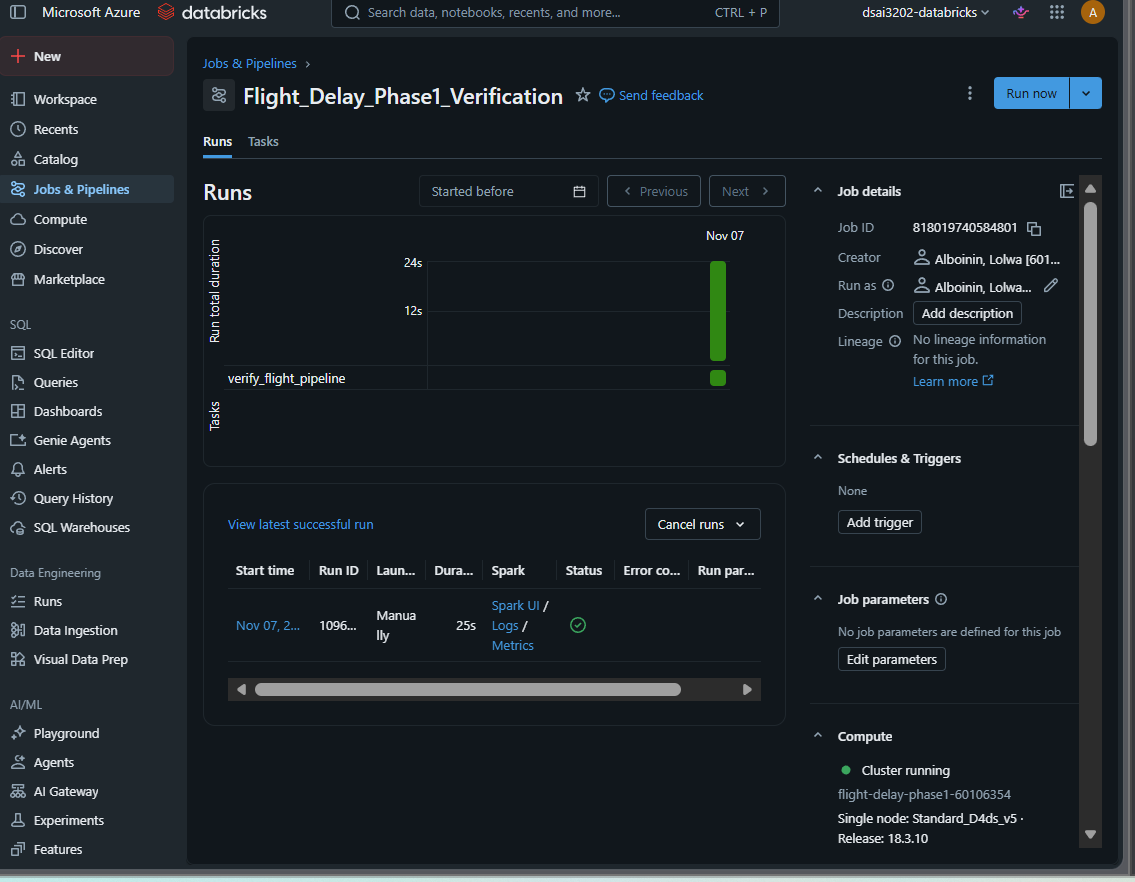 Microsoft Azure
databricks
Search data, notebooks, recents, and more...
CTRL + P
dsai3202-databricks
A
New
Workspace
Recents
Catalog
Jobs & Pipelines
Compute
Discover
Marketplace
SQL
SQL Editor
Queries
Dashboards
Genie Agents
Alerts
Query History
SQL Warehouses
Data Engineering
Runs
Data Ingestion
Visual Data Prep
AI/ML
Playground
Agents
AI Gateway
Experiments
Features
Jobs & Pipelines
Flight_Delay_Phase1_Verification
Send feedback
Run now
Runs
Tasks
Runs
Started before
Previous
Next
Nov 07
Run total duration
24s
12s
verify_flight_pipeline
Tasks
View latest successful run
Cancel runs
Start time Run ID Laun... Dura... Spark Status Error co... Run par...
Nov 07, 2... 1096... Manua
lly
25s
Spark UI /
Logs /
Metrics
Job details
Job ID 818019740584801
Creator Alboinin, Lolwa [601...
Run as Alboinin, Lolwa...
Description Add description
Lineage No lineage information
for this job.
Learn more
Schedules & Triggers
None
Add trigger
Job parameters
No job parameters are defined for this job
Edit parameters
Compute
Cluster running
flight-delay-phase1-60106354
Single node: Standard_D4ds_v5 ·
Release: 18.3.10